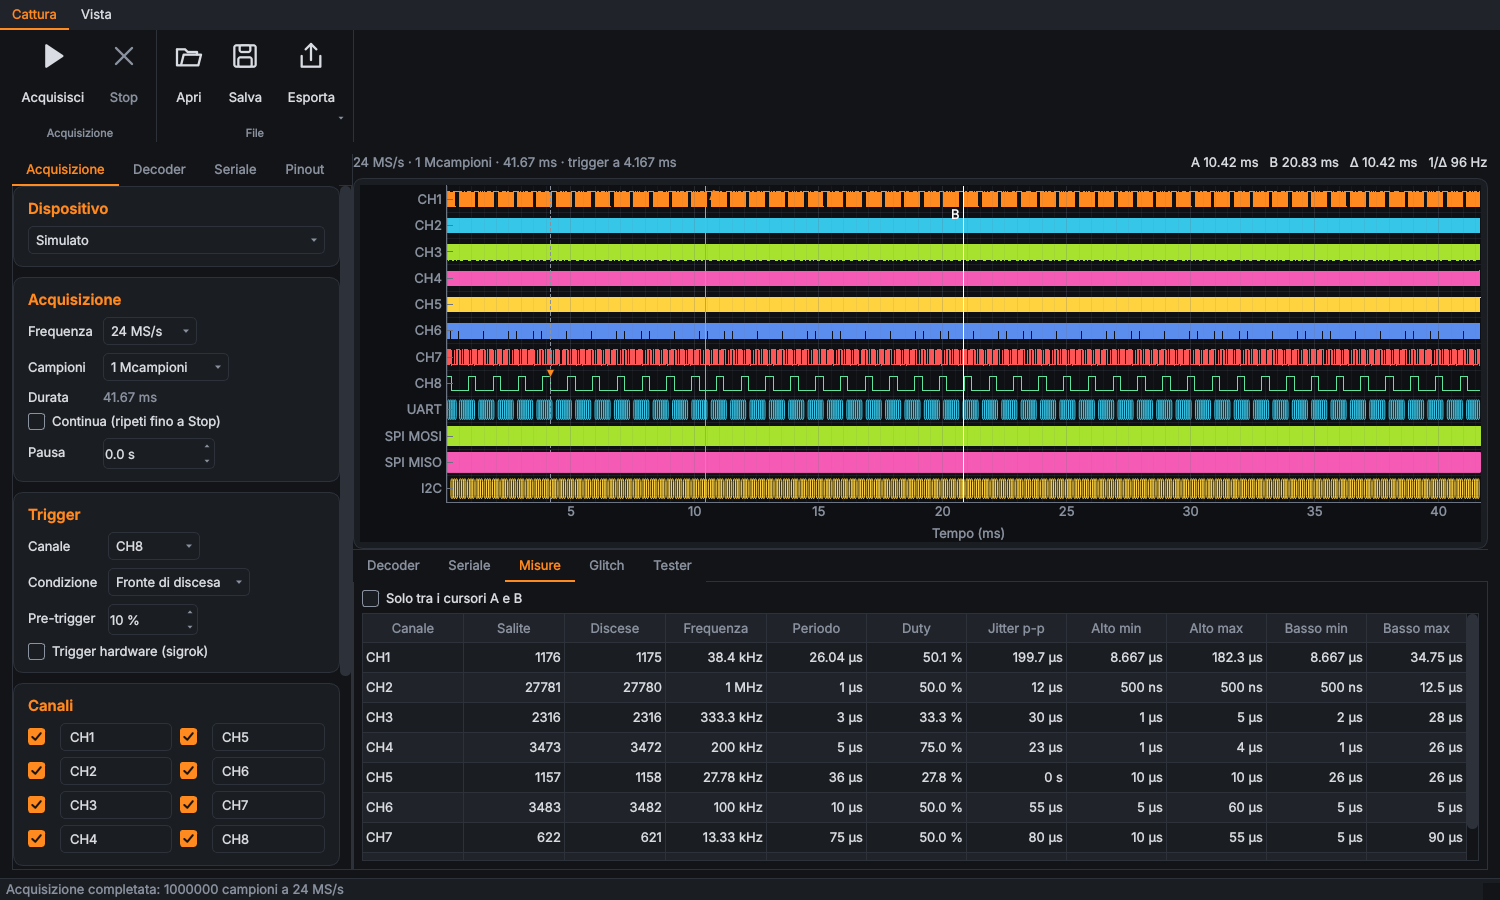 Cattura Vista
Acquisisci Stop Apri Salva Esporta
Acquisizione File
Acquisizione Decoder Seriale Pinout
Dispositivo
Simulato
Acquisizione
Frequenza 24 MS/s
Campioni 1 Mcampioni
Durata 41.67 ms
Continua (ripeti fino a Stop)
Pausa 0.0 s
Trigger
Canale CH8
Condizione Fronte di discesa
Pre-trigger 10 %
Trigger hardware (sigrok)
Canali
CH1 CH5
CH2 CH6
CH3 CH7
CH4 CH8
24 MS/s · 1 Mcampioni · 41.67 ms · trigger a 4.167 ms
A 10.42 ms B 20.83 ms Δ 10.42 ms 1/Δ 96 Hz
CH1
B
CH2
CH3
CH4
CH5
CH6
CH7
CH8
UART
SPI MOSI
SPI MISO
I2C
5 10 15 20 25 30 35 40
Tempo (ms)
Decoder Seriale Misure Glitch Tester
Solo tra i cursori A e B
Canale Salite Discese Frequenza Periodo Duty Jitter p-p Alto min Alto max Basso min Basso max
CH1 1176 1175 38.4 kHz 26.04 µs 50.1 % 199.7 µs 8.667 µs 182.3 µs 8.667 µs 34.75 µs
CH2 27781 27780 1 MHz 1 µs 50.0 % 12 µs 500 ns 500 ns 500 ns 12.5 µs
CH3 2316 2316 333.3 kHz 3 µs 33.3 % 30 µs 1 µs 5 µs 2 µs 28 µs
CH4 3473 3472 200 kHz 5 µs 75.0 % 23 µs 1 µs 4 µs 1 µs 26 µs
CH5 1157 1158 27.78 kHz 36 µs 27.8 % 0 s 10 µs 10 µs 26 µs 26 µs
CH6 3483 3482 100 kHz 10 µs 50.0 % 55 µs 5 µs 60 µs 5 µs 5 µs
CH7 622 621 13.33 kHz 75 µs 50.0 % 80 µs 10 µs 55 µs 5 µs 90 µs
Acquisizione completata: 1000000 campioni a 24 MS/s